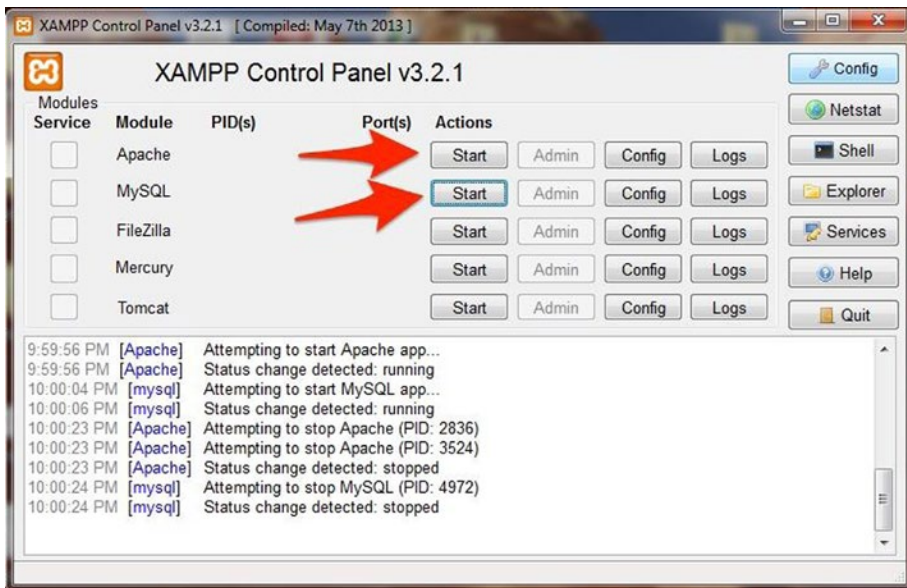 XAMPP Control Panel v3.2.1 [ Compiled: May 7th 2013 ]
XAMPP Control Panel v3.2.1
Config
Modules
Service Module PID(s) Port(s) Actions
Netstat
Apache Start Admin Config Logs
Shell
MySQL Start Admin Config Logs
Explorer
FileZilla Start Admin Config Logs
Services
Mercury Start Admin Config Logs
Help
Tomcat Start Admin Config Logs
Quit
9:59:56 PM [Apache] Attempting to start Apache app...
9:59:56 PM [Apache] Status change detected: running
10:00:04 PM [mysql] Attempting to start MySQL app...
10:00:06 PM [mysql] Status change detected: running
10:00:23 PM [Apache] Attempting to stop Apache (PID: 2836)
10:00:23 PM [Apache] Attempting to stop Apache (PID: 3524)
10:00:23 PM [Apache] Status change detected: stopped
10:00:24 PM [mysql] Attempting to stop MySQL (PID: 4972)
10:00:24 PM [mysql] Status change detected: stopped